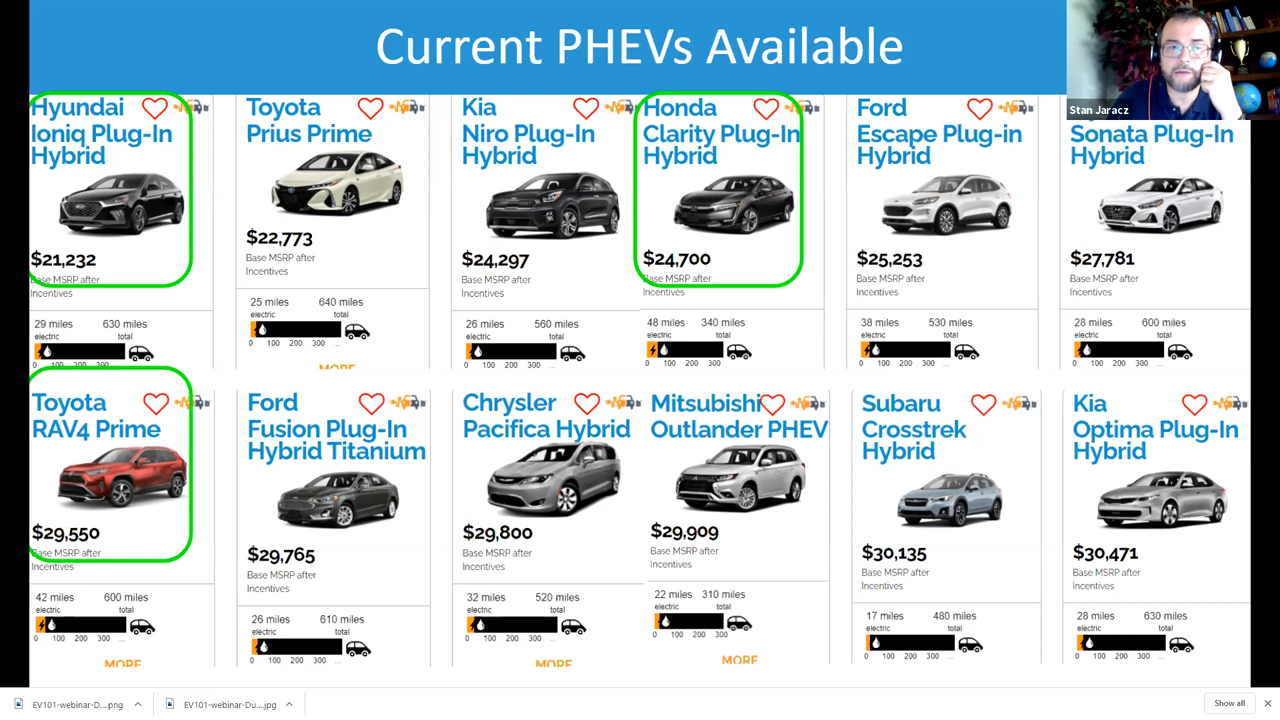 Current PHEVs Available
Stan Jaracz
Hyundai
Ioniq Plug-In
Hybrid
$21,232
Base MSRP after
Incentives
29 miles 630 miles
electric total
0 100 200 300 ...
Toyota
Prius Prime
$22,773
Base MSRP after
Incentives
25 miles 640 miles
electric total
0 100 200 300 ...
MORE
Kia
Niro Plug-In
Hybrid
$24,297
Base MSRP after
Incentives
26 miles 560 miles
electric total
0 100 200 300 ...
Honda
Clarity Plug-In
Hybrid
$24,700
Base MSRP after
Incentives
48 miles 340 miles
electric total
0 100 200 300
Ford
Escape Plug-in
Hybrid
$25,253
Base MSRP after
Incentives
38 miles 530 miles
electric total
0 100 200 300 ...
Sonata Plug-In
Hybrid
$27,781
Base MSRP after
Incentives
28 miles 600 miles
electric total
0 100 200 300 ...
Toyota
RAV4 Prime
$29,550
Base MSRP after
Incentives
42 miles 600 miles
electric total
0 100 200 300 ...
MORE
Ford
Fusion Plug-In
Hybrid Titanium
$29,765
Base MSRP after
Incentives
26 miles 610 miles
electric total
0 100 200 300 ...
Chrysler
Pacifica Hybrid
$29,800
Base MSRP after
Incentives
32 miles 520 miles
electric total
0 100 200 300 ...
MORE
Mitsubishi
Outlander PHEV
$29,909
Base MSRP after
Incentives
22 miles 310 miles
electric total
0 100 200 300
MORE
Subaru
Crosstrek
Hybrid
$30,135
Base MSRP after
Incentives
17 miles 480 miles
electric total
0 100 200 300 ...
Kia
Optima Plug-In
Hybrid
$30,471
Base MSRP after
Incentives
28 miles 630 miles
electric total
0 100 200 300 ...
EV101-webinar-D....png
EV101-webinar-Du....jpg
Show all